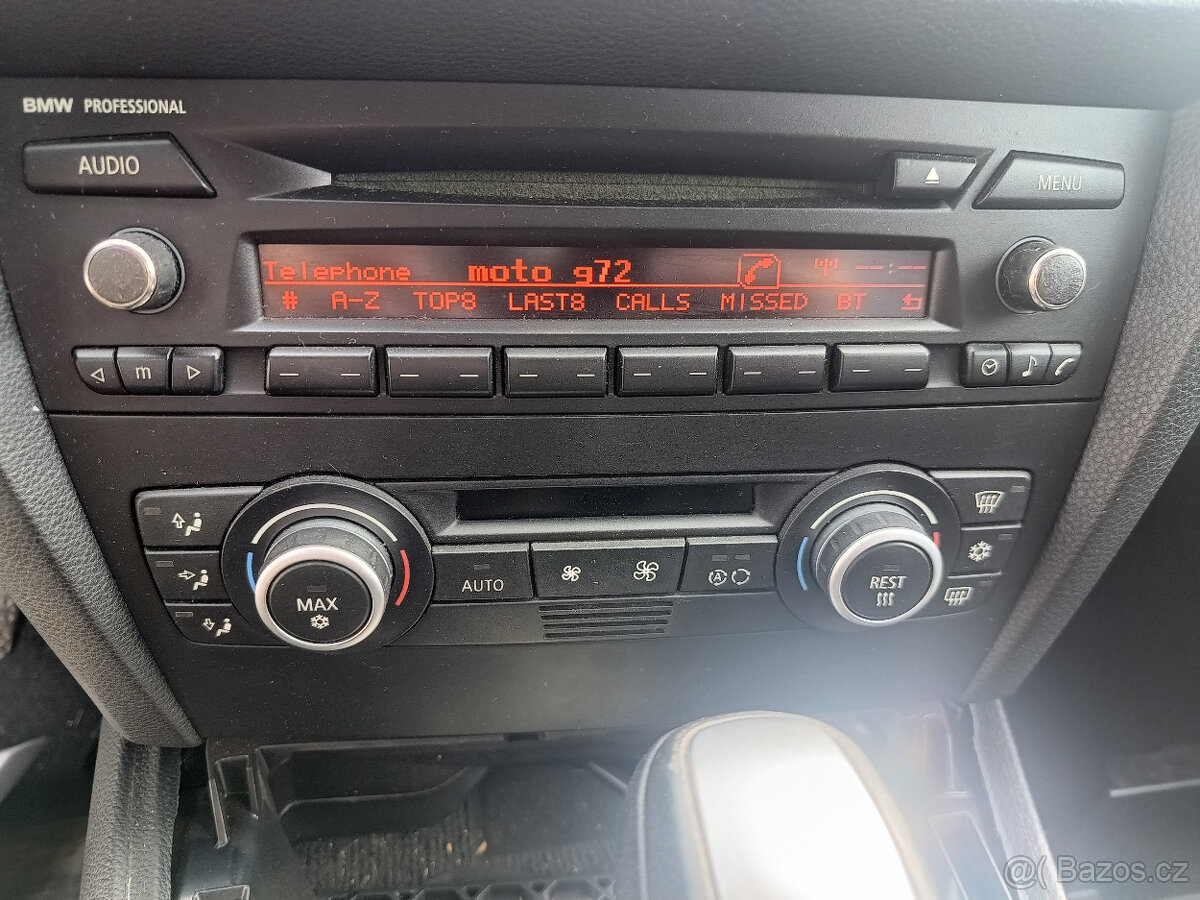 BMW PROFESSIONAL
AUDIO
MENU
Telephone moto g72 --:--
# A-Z TOP8 LAST8 CALLS MISSED BT
m
AUTO
A
MAX
REST
@( Bazos.cz